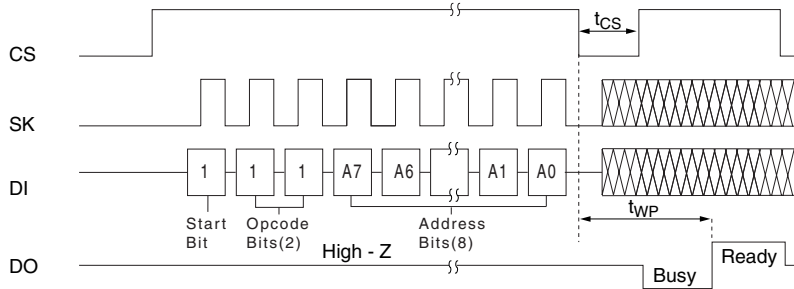 CS
tCS
SK
DI
1 1 1 A7 A6 A1 A0
Start
Bit
Opcode
Bits(2)
Address
Bits(8)
tWP
DO
High - Z
Busy
Ready